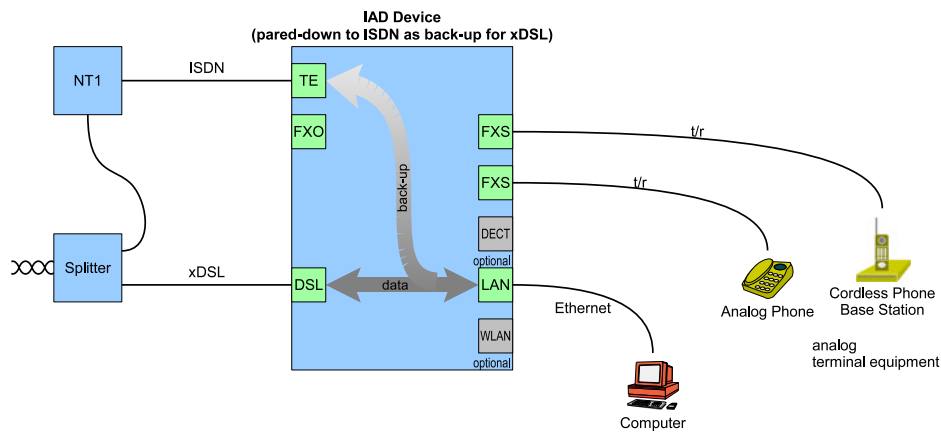 IAD Device
(pared-down to ISDN as back-up for xDSL)
NT1
ISDN
TE
FXO
FXS
t/r
FXS
t/r
back-up
DECT
optional
Splitter
xDSL
DSL
data
LAN
Ethernet
WLAN
optional
Analog Phone
Cordless Phone
Base Station
analog
terminal equipment
Computer